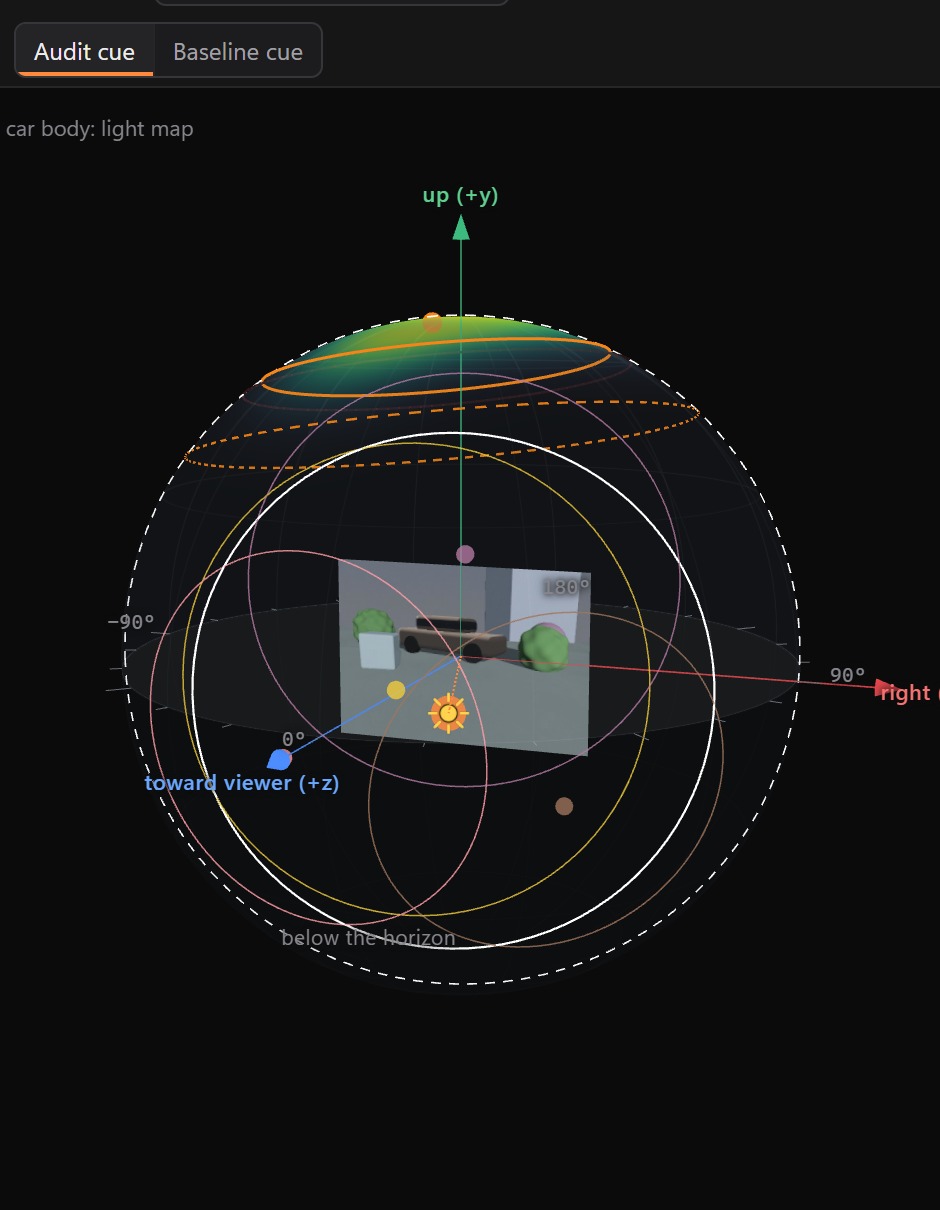 Audit cue
Baseline cue
car body: light map
up (+y)
180°
−90°
90°
right (
0°
toward viewer (+z)
below the horizon